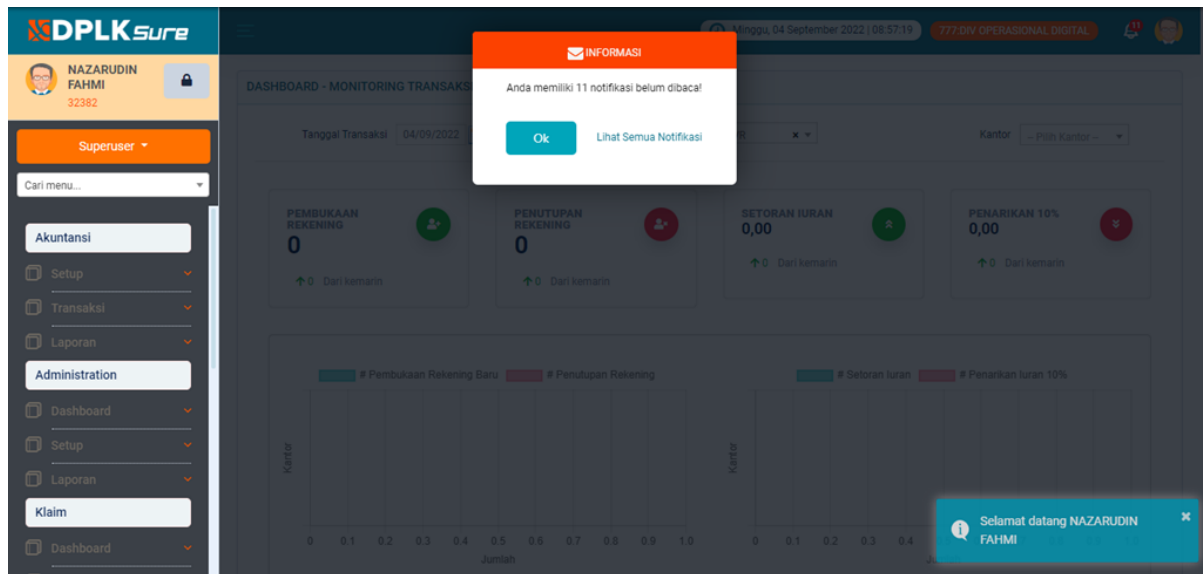 DPLKSure
NAZARUDIN
FAHMI
32382
Superuser
Cari menu...
Akuntansi
Setup
Transaksi
Laporan
Administration
Dashboard
Setup
Laporan
Klaim
Dashboard
Minggu, 04 September 2022 | 08:57:19
777:DIV OPERASIONAL DIGITAL
11
INFORMASI
Anda memiliki 11 notifikasi belum dibaca!
Ok
Lihat Semua Notifikasi
DASHBOARD - MONITORING TRANSAKS
Tanggal Transaksi 04/09/2022
R ×
Kantor -- Pilih Kantor --
PEMBUKAAN
REKENING
0
0 Dari kemarin
PENUTUPAN
REKENING
0
0 Dari kemarin
SETORAN IURAN
0,00
0 Dari kemarin
PENARIKAN 10%
0,00
0 Dari kemarin
# Pembukaan Rekening Baru # Penutupan Rekening
Kantor
0 0.1 0.2 0.3 0.4 0.5 0.6 0.7 0.8 0.9 1.0
Jumlah
# Setoran Iuran # Penarikan Iuran 10%
Kantor
0 0.1 0.2 0.3 0.4
Selamat datang NAZARUDIN
FAHMI
×